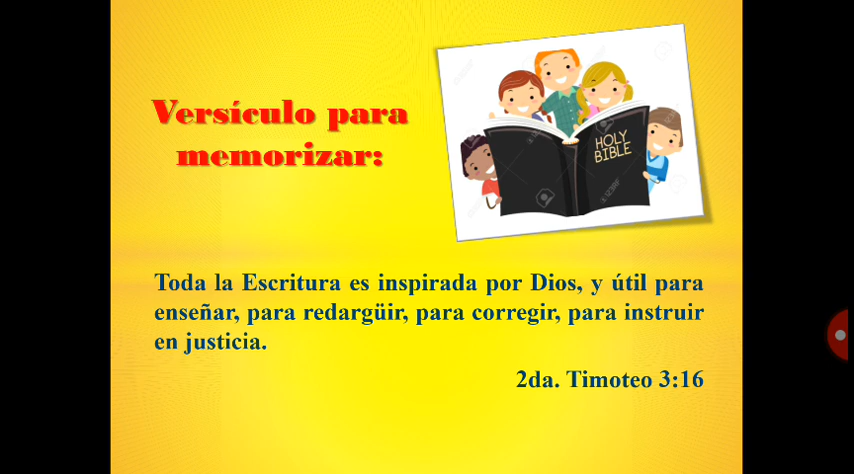 Versículo para
memorizar:
HOLY
BIBLE
Toda la Escritura es inspirada por Dios, y útil para
enseñar, para redargüir, para corregir, para instruir
en justicia.
2da. Timoteo 3:16